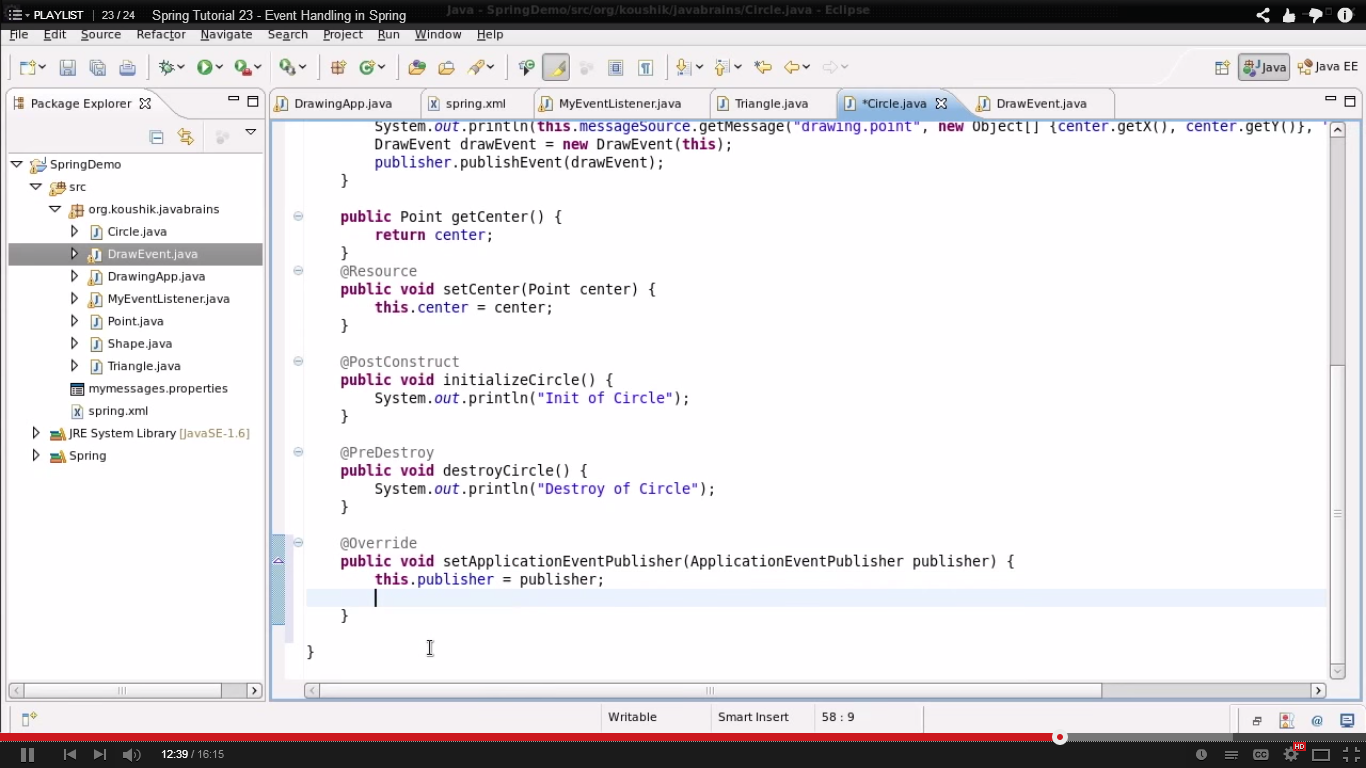 Java - SpringDemo/src/org/koushik/javabrains/Circle.java - Eclipse
PLAYLIST 23 / 24 Spring Tutorial 23 - Event Handling in Spring
File Edit Source Refactor Navigate Search Project Run Window Help
Java Java EE
Package Explorer
DrawingApp.java spring.xml MyEventListener.java Triangle.java *Circle.java DrawEvent.java
SpringDemo
src
org.koushik.javabrains
Circle.java
DrawEvent.java
DrawingApp.java
MyEventListener.java
Point.java
Shape.java
Triangle.java
mymessages.properties
spring.xml
JRE System Library [JavaSE-1.6]
Spring
System.out.println(this.messageSource.getMessage("drawing.point", new Object[] {center.getX(), center.getY()}, "
DrawEvent drawEvent = new DrawEvent(this);
publisher.publishEvent(drawEvent);
}
public Point getCenter() {
return center;
}
@Resource
public void setCenter(Point center) {
this.center = center;
}
@PostConstruct
public void initializeCircle() {
System.out.println("Init of Circle");
}
@PreDestroy
public void destroyCircle() {
System.out.println("Destroy of Circle");
}
@Override
public void setApplicationEventPublisher(ApplicationEventPublisher publisher) {
this.publisher = publisher;
}
}
Writable Smart Insert 58 : 9
12:39 / 16:15 CC HD